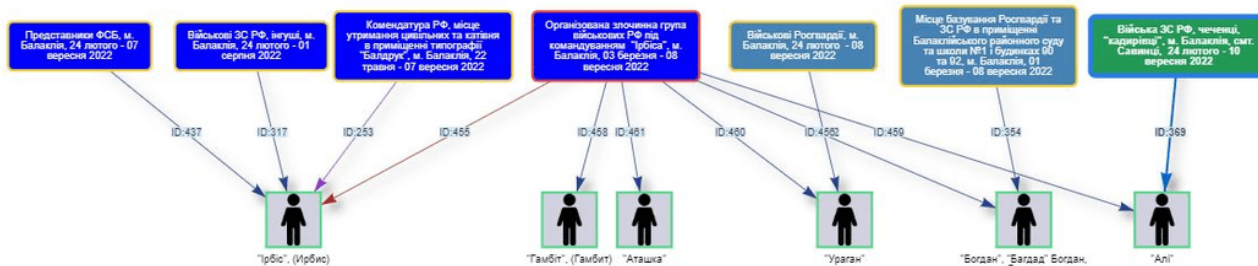 Представники ФСБ, м.
Балаклія, 24 лютого - 07
вересня 2022
Військові ЗС РФ, інгуші, м.
Балаклія, 24 лютого - 01
серпня 2022
Комендатура РФ, місце
утримання цивільних та катівня
в приміщенні типографії
"Балдрук", м. Балаклія, 22
травня - 07 вересня 2022
Організована злочинна група
військових РФ під
командуванням "Ірбіса", м.
Балаклія, 03 березня - 08
вересня 2022
Військові Росгвардії, м.
Балаклія, 24 лютого - 08
вересня 2022
Місце базування Росгвардії та
ЗС РФ в приміщенні
Балаклійського районного суду
та школи №1 і будинках 90
та 92, м. Балаклія, 01
березня - 08 вересня 2022
Війська ЗС РФ, чеченці,
"кадирівці", м. Балаклія, смт.
Савинці, 24 лютого - 10
вересня 2022
ID:437
ID:317
ID:253
ID:455
ID:458
ID:461
ID:460
ID:4562
ID:459
ID:354
ID:369
"Ірбіс", (Ирбис)
"Гамбіт", (Гамбит)
"Аташка"
"Ураган"
"Богдан", "Багдад" Богдан,
"Алі"